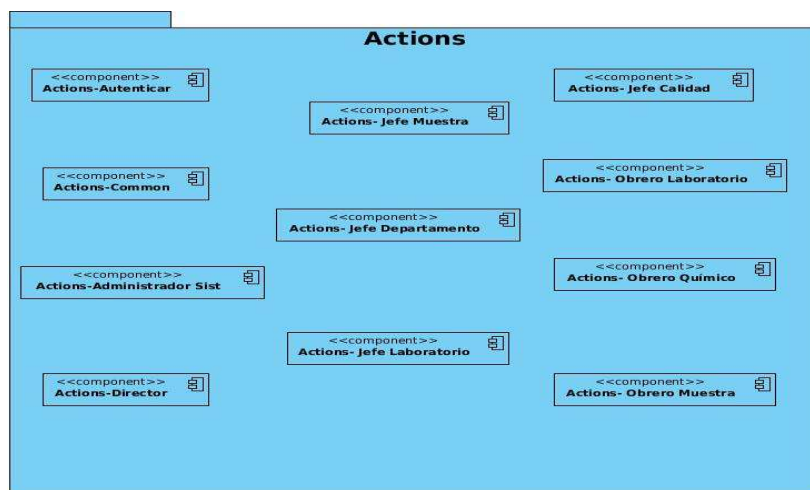 Actions
<<component>>
Actions-Autenticar
<<component>>
Actions- Jefe Calidad
<<component>>
Actions- Jefe Muestra
<<component>>
Actions-Common
<<component>>
Actions- Obrero Laboratorio
<<component>>
Actions- Jefe Departamento
<<component>>
Actions-Administrador Sist
<<component>>
Actions- Obrero Químico
<<component>>
Actions- Jefe Laboratorio
<<component>>
Actions-Director
<<component>>
Actions- Obrero Muestra